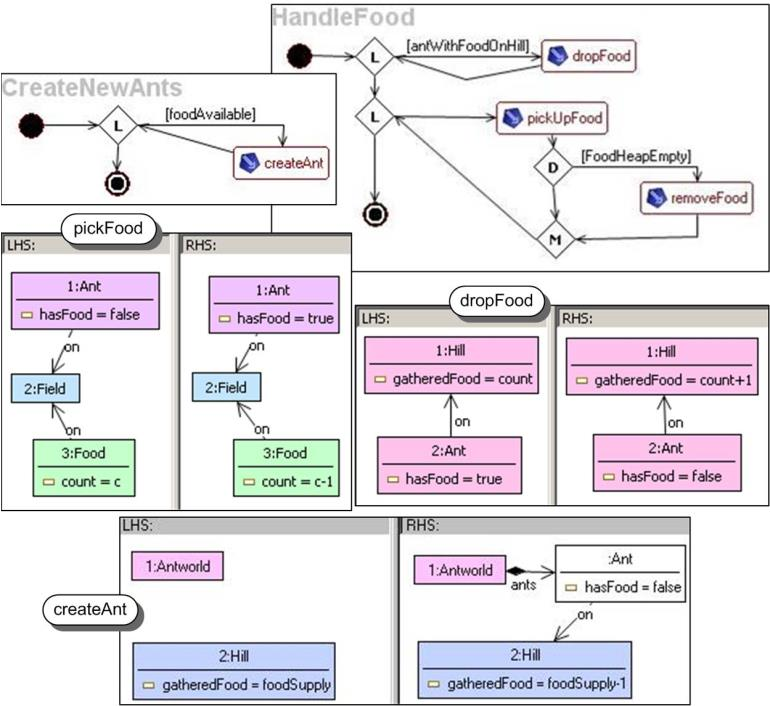 HandleFood
L
[antWithFoodOnHill]
dropFood
L
pickUpFood
D
[FoodHeapEmpty]
removeFood
M
CreateNewAnts
L
[foodAvailable]
createAnt
pickFood
LHS:
1:Ant
hasFood = false
on
2:Field
on
3:Food
count = c
RHS:
1:Ant
hasFood = true
on
2:Field
on
3:Food
count = c-1
dropFood
LHS:
1:Hill
gatheredFood = count
on
2:Ant
hasFood = true
RHS:
1:Hill
gatheredFood = count+1
on
2:Ant
hasFood = false
createAnt
LHS:
1:Antworld
2:Hill
gatheredFood = foodSupply
RHS:
1:Antworld
ants
:Ant
hasFood = false
on
2:Hill
gatheredFood = foodSupply-1